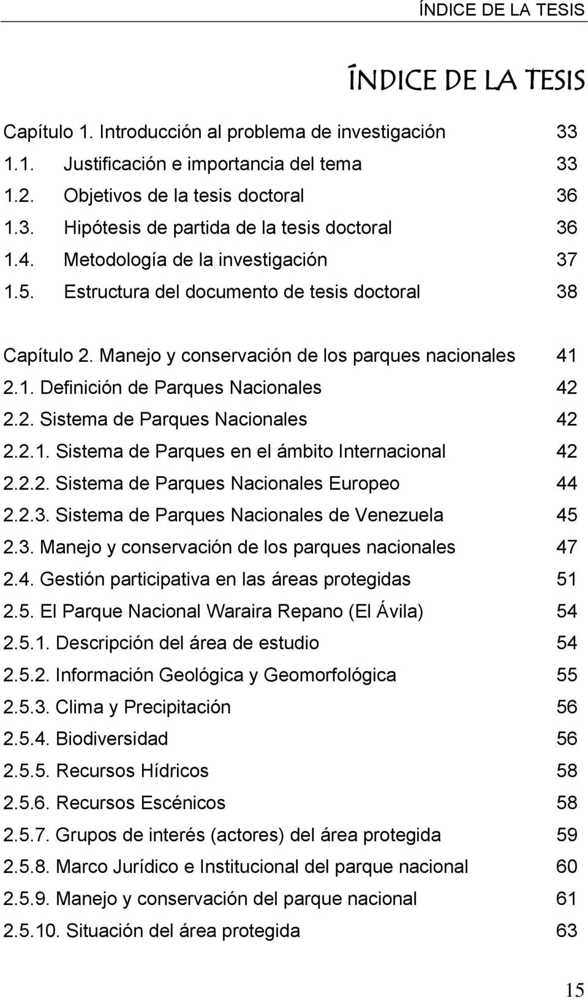 ÍNDICE DE LA TESIS
ÍNDICE DE LA TESIS
Capítulo 1. Introducción al problema de investigación 33
1.1. Justificación e importancia del tema 33
1.2. Objetivos de la tesis doctoral 36
1.3. Hipótesis de partida de la tesis doctoral 36
1.4. Metodología de la investigación 37
1.5. Estructura del documento de tesis doctoral 38
Capítulo 2. Manejo y conservación de los parques nacionales 41
2.1. Definición de Parques Nacionales 42
2.2. Sistema de Parques Nacionales 42
2.2.1. Sistema de Parques en el ámbito Internacional 42
2.2.2. Sistema de Parques Nacionales Europeo 44
2.2.3. Sistema de Parques Nacionales de Venezuela 45
2.3. Manejo y conservación de los parques nacionales 47
2.4. Gestión participativa en las áreas protegidas 51
2.5. El Parque Nacional Waraira Repano (El Ávila) 54
2.5.1. Descripción del área de estudio 54
2.5.2. Información Geológica y Geomorfológica 55
2.5.3. Clima y Precipitación 56
2.5.4. Biodiversidad 56
2.5.5. Recursos Hídricos 58
2.5.6. Recursos Escénicos 58
2.5.7. Grupos de interés (actores) del área protegida 59
2.5.8. Marco Jurídico e Institucional del parque nacional 60
2.5.9. Manejo y conservación del parque nacional 61
2.5.10. Situación del área protegida 63
15